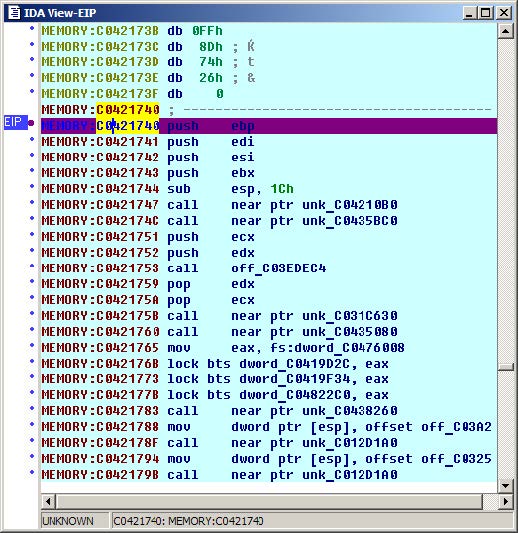 IDA View-EIP
MEMORY:C042173B db 0FFh
MEMORY:C042173C db  8Dh ; Ќ
MEMORY:C042173D db  74h ; t
MEMORY:C042173E db  26h ; &
MEMORY:C042173F db    0
MEMORY:C0421740 ; ---------------------------------------
EIP MEMORY:C0421740 push    ebp
MEMORY:C0421741 push    edi
MEMORY:C0421742 push    esi
MEMORY:C0421743 push    ebx
MEMORY:C0421744 sub     esp, 1Ch
MEMORY:C0421747 call    near ptr unk_C04210B0
MEMORY:C042174C call    near ptr unk_C0435BC0
MEMORY:C0421751 push    ecx
MEMORY:C0421752 push    edx
MEMORY:C0421753 call    off_C03EDEC4
MEMORY:C0421759 pop     edx
MEMORY:C042175A pop     ecx
MEMORY:C042175B call    near ptr unk_C031C630
MEMORY:C0421760 call    near ptr unk_C0435080
MEMORY:C0421765 mov     eax, fs:dword_C0476008
MEMORY:C042176B lock bts dword_C0419D2C, eax
MEMORY:C0421773 lock bts dword_C0419F34, eax
MEMORY:C042177B lock bts dword_C04822C0, eax
MEMORY:C0421783 call    near ptr unk_C0438260
MEMORY:C0421788 mov     dword ptr [esp], offset off_C03A2
MEMORY:C042178F call    near ptr unk_C012D1A0
MEMORY:C0421794 mov     dword ptr [esp], offset off_C0325
MEMORY:C042179B call    near ptr unk_C012D1A0
UNKNOWN C0421740: MEMORY:C0421740